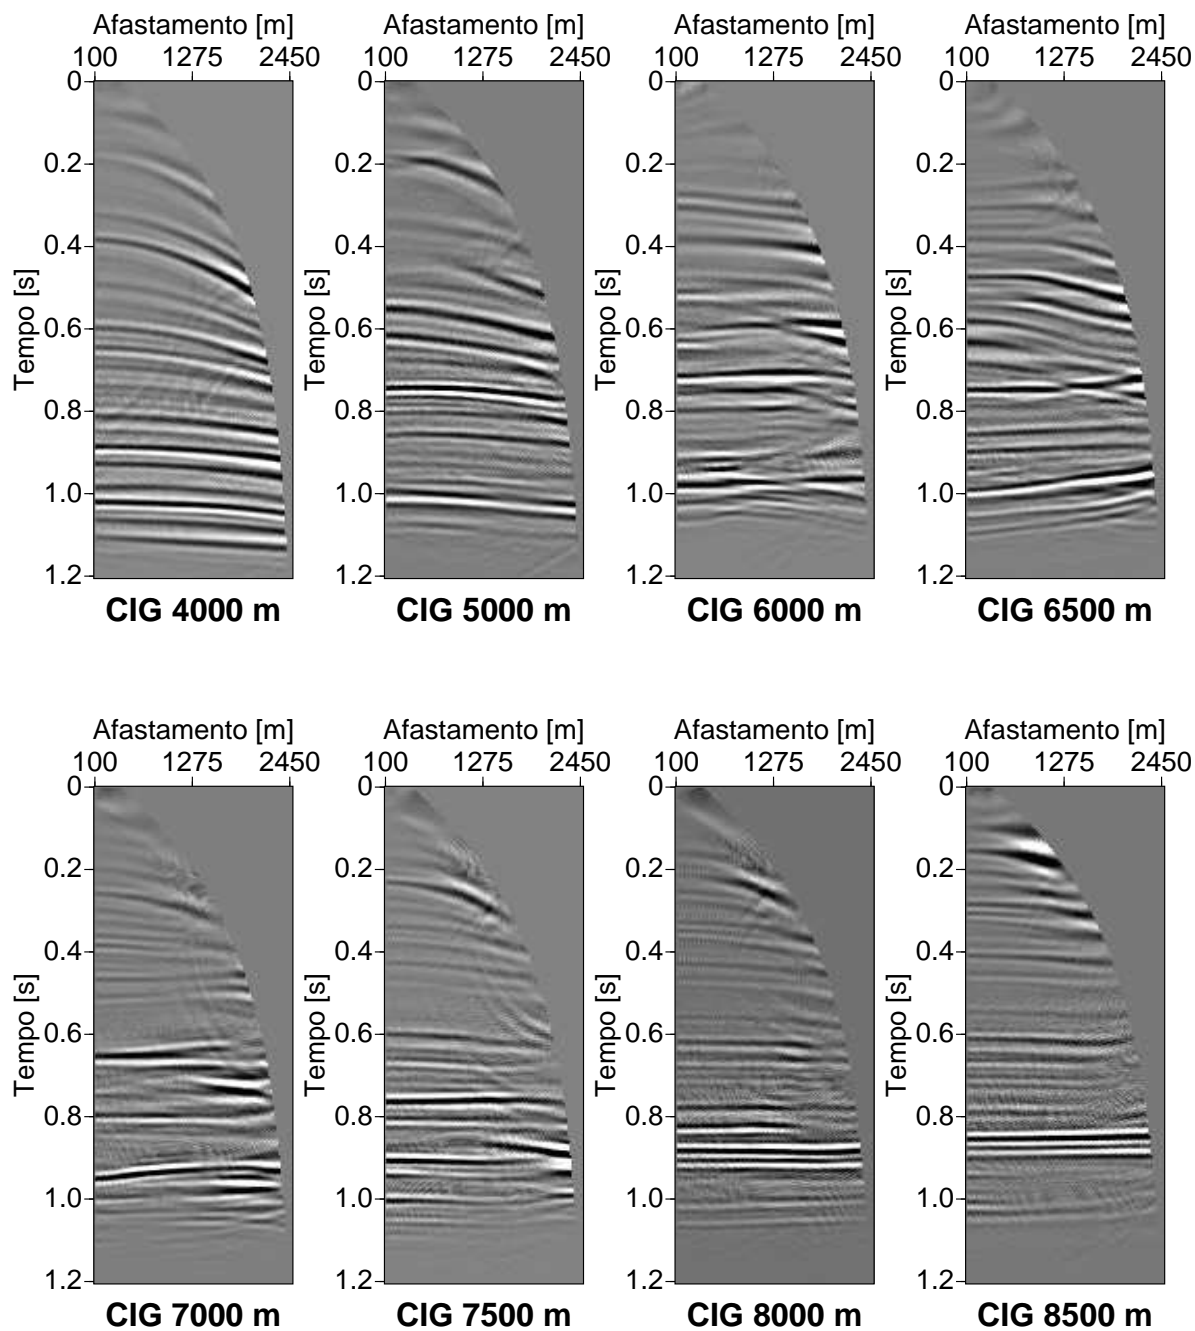 Afastamento [m] Afastamento [m] Afastamento [m] Afastamento [m]
100 1275 2450 100 1275 2450 100 1275 2450 100 1275 2450
0 0 0 0
0.2 0.2 0.2 0.2
0.4 0.4 0.4 0.4
Tempo [s] Tempo [s] Tempo [s] Tempo [s]
0.6 0.6 0.6 0.6
0.8 0.8 0.8 0.8
1.0 1.0 1.0 1.0
1.2 1.2 1.2 1.2
CIG 4000 m CIG 5000 m CIG 6000 m CIG 6500 m
Afastamento [m] Afastamento [m] Afastamento [m] Afastamento [m]
100 1275 2450 100 1275 2450 100 1275 2450 100 1275 2450
0 0 0 0
0.2 0.2 0.2 0.2
0.4 0.4 0.4 0.4
Tempo [s] Tempo [s] Tempo [s] Tempo [s]
0.6 0.6 0.6 0.6
0.8 0.8 0.8 0.8
1.0 1.0 1.0 1.0
1.2 1.2 1.2 1.2
CIG 7000 m CIG 7500 m CIG 8000 m CIG 8500 m